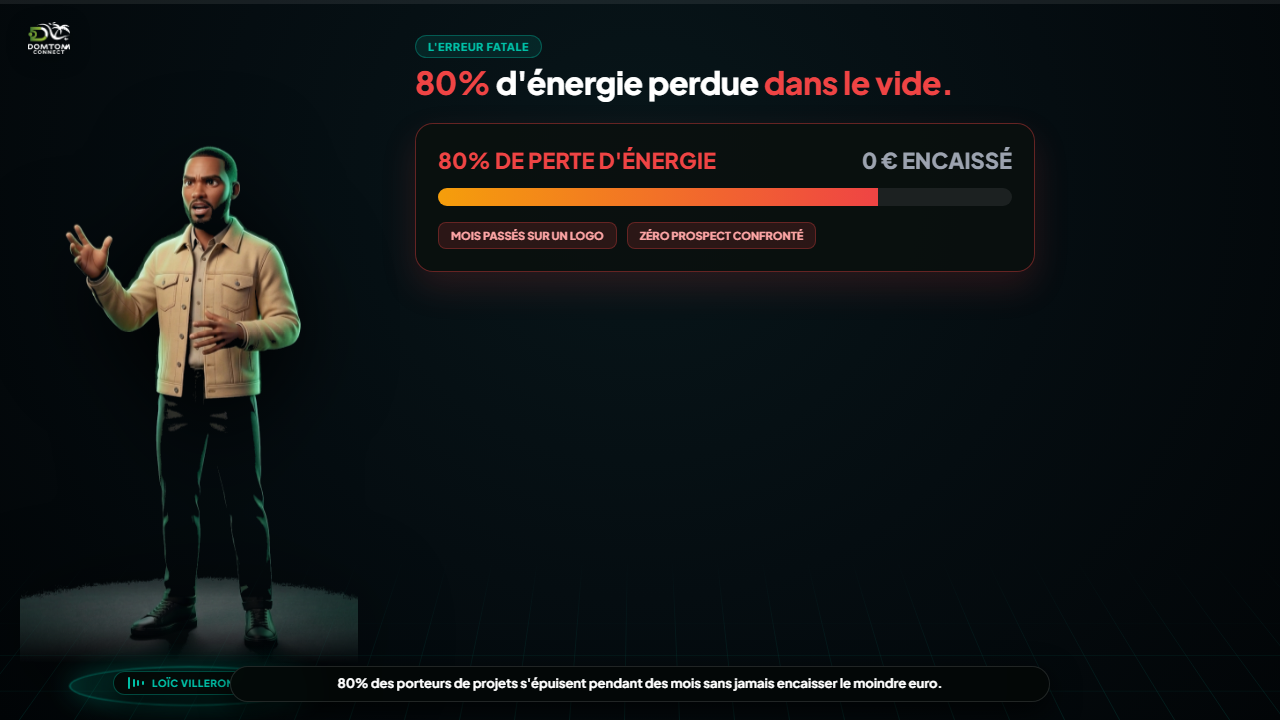 DOMTOM
CONNECT
L'ERREUR FATALE
80% d'énergie perdue dans le vide.
80% DE PERTE D'ÉNERGIE
0 € ENCAISSÉ
MOIS PASSÉS SUR UN LOGO
ZÉRO PROSPECT CONFRONTÉ
LOÏC VILLERON
80% des porteurs de projets s'épuisent pendant des mois sans jamais encaisser le moindre euro.